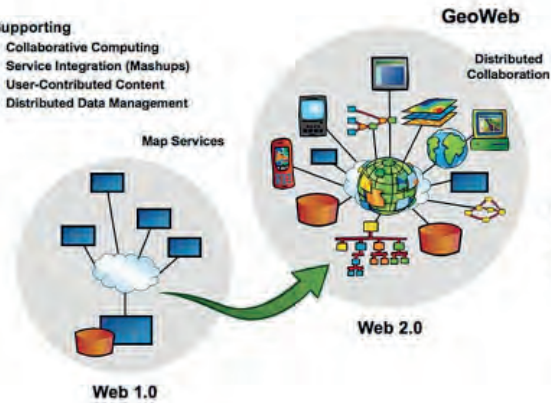 GeoWeb
upporting
Collaborative Computing
Service Integration (Mashups)
User-Contributed Content
Distributed Data Management
Distributed
Collaboration
Map Services
Web 2.0
Web 1.0